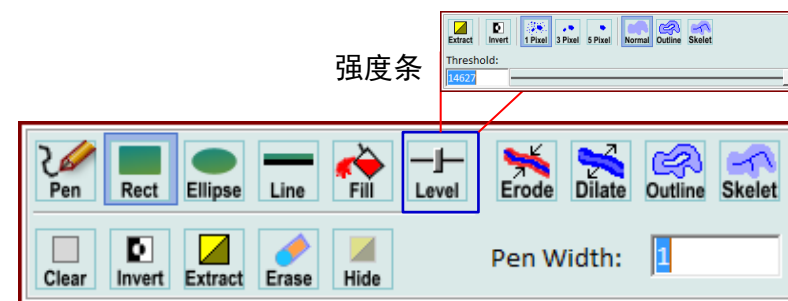 Extract Invert 1 Pixel 3 Pixel 5 Pixel Normal Outline Skelet
强度条
Threshold:
14627
Pen Rect Ellipse Line Fill Level Erode Dilate Outline Skelet
Clear Invert Extract Erase Hide Pen Width: 1